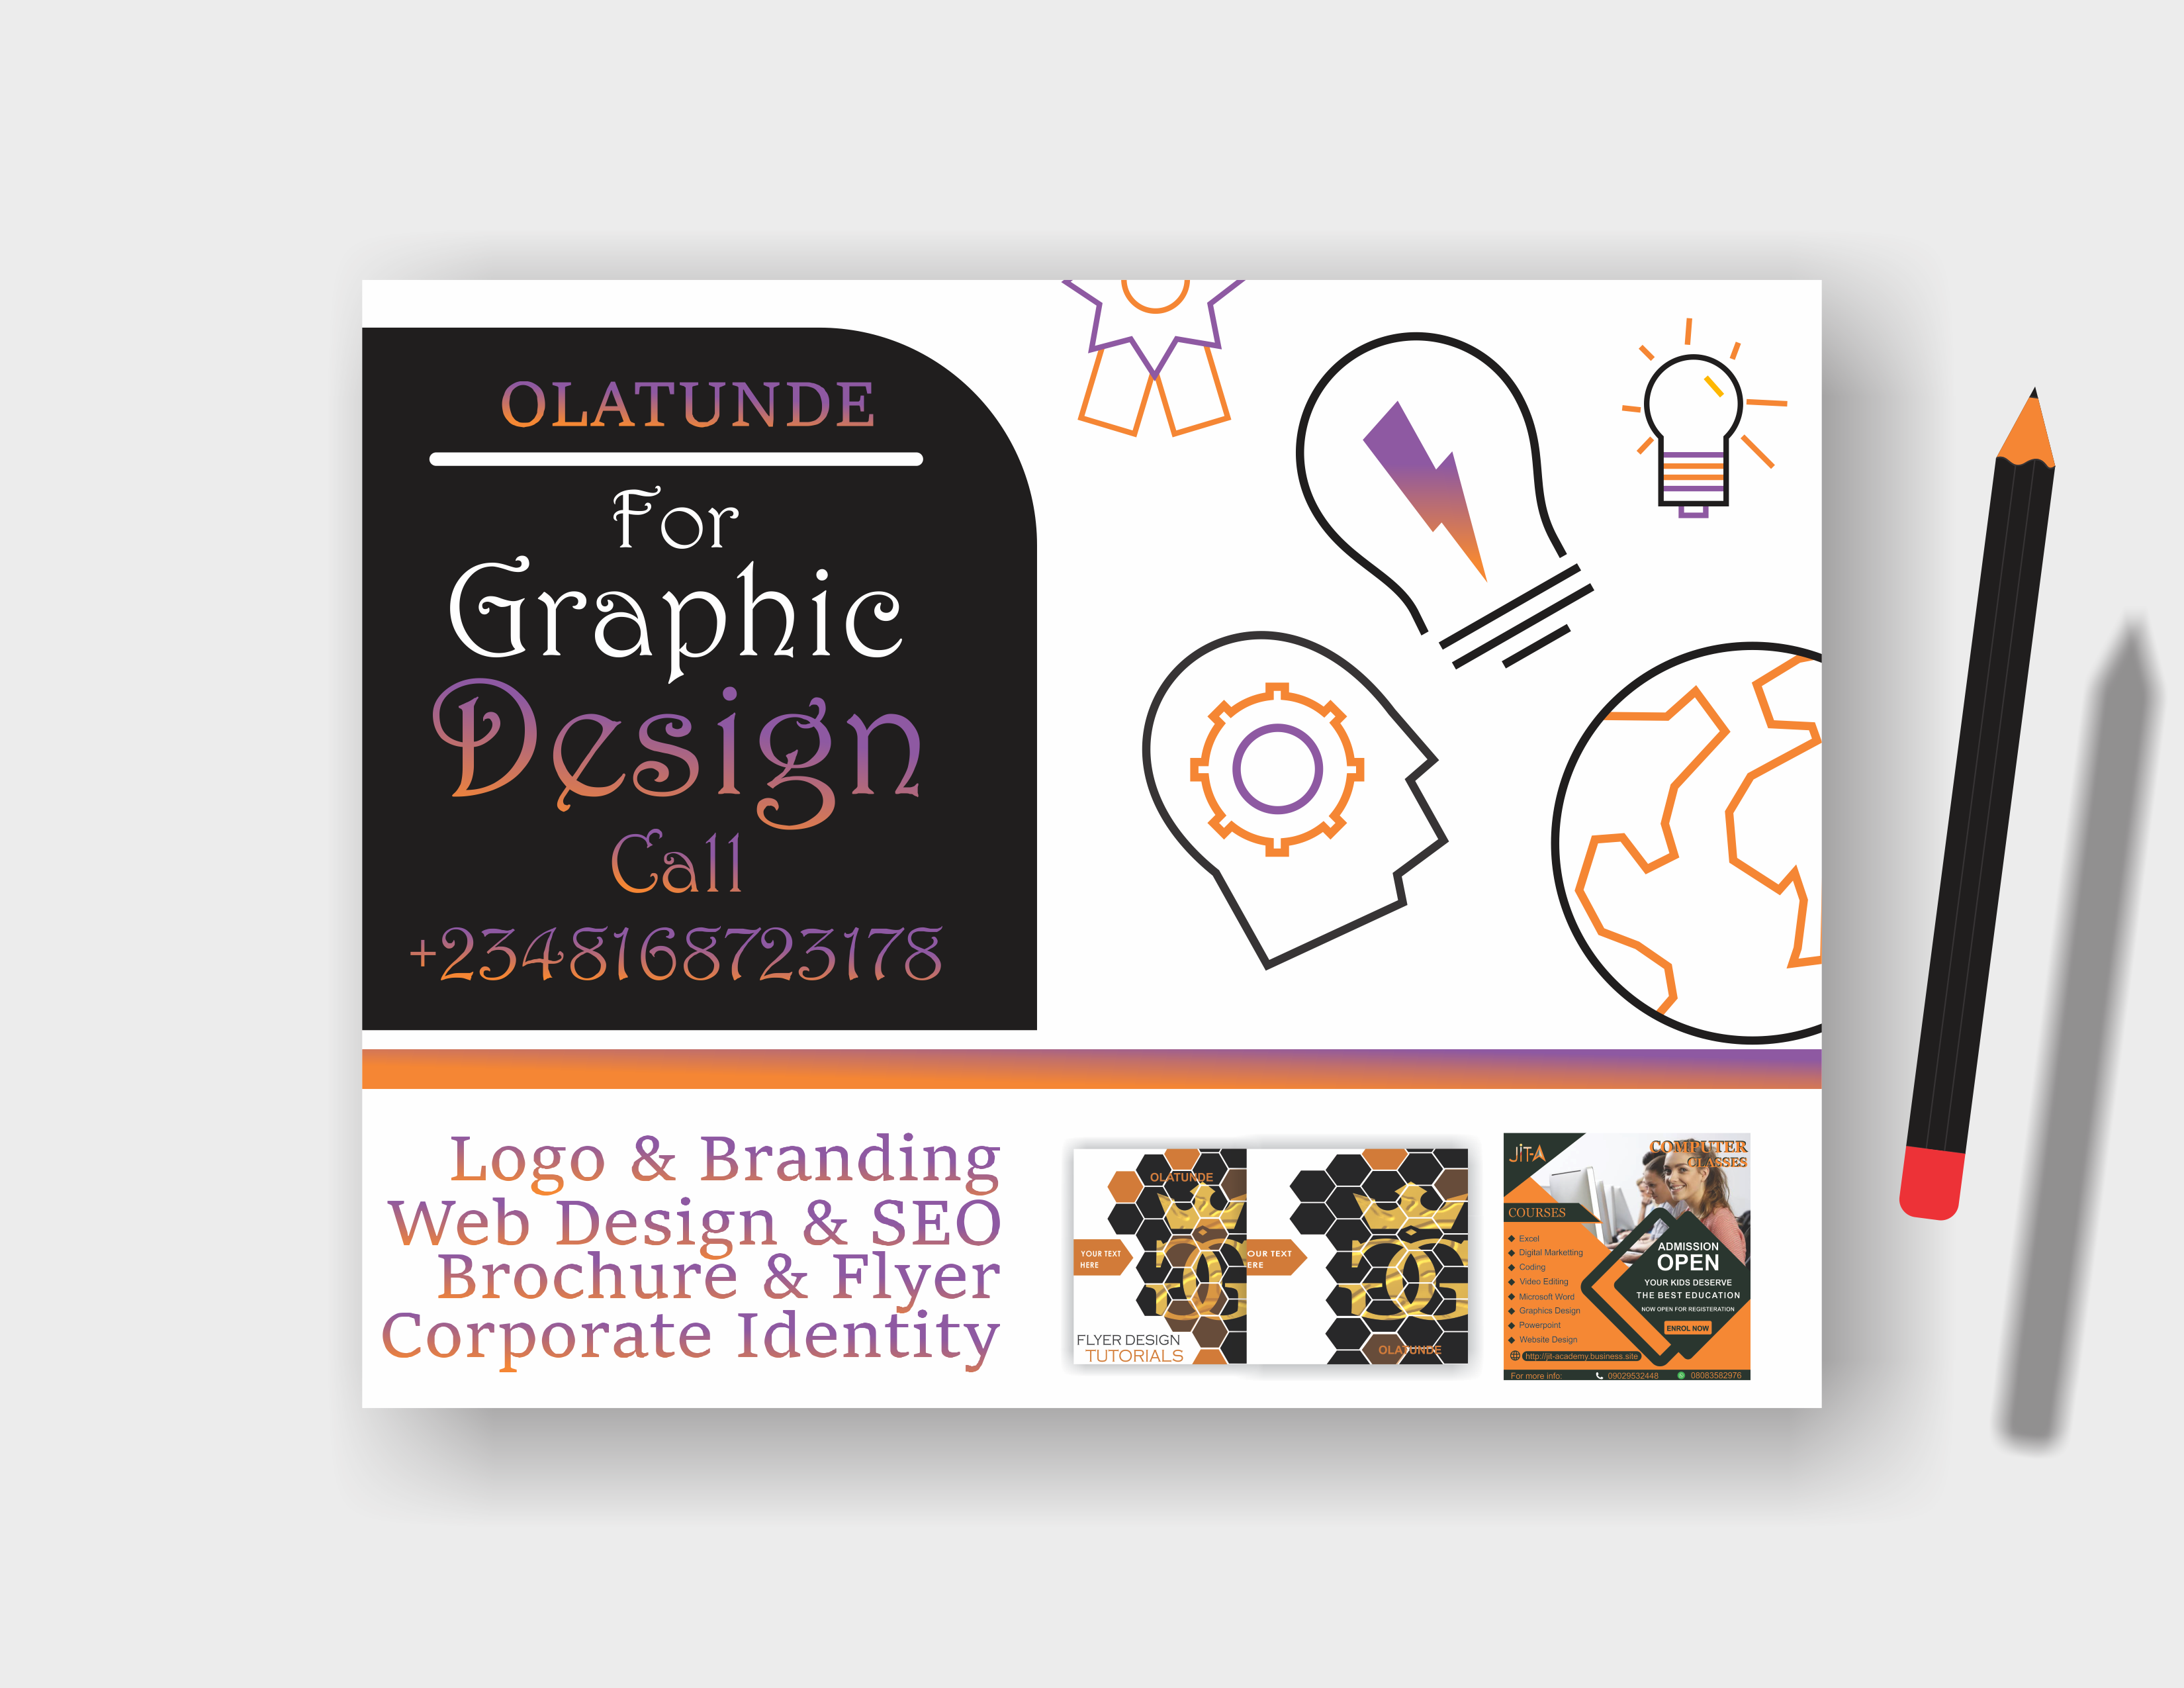 OLATUNDE
For
Graphic
Design
Call
+2348168723178
Logo & Branding
Web Design & SEO
Brochure & Flyer
Corporate Identity
OLATUNDE
YOUR TEXT
HERE
FLYER DESIGN
TUTORIALS
OUR TEXT
ERE
OLATUNDE
JIT-A
COMPUTER
CLASSES
COURSES
Excel
Digital Marketting
Coding
Video Editing
Microsoft Word
Graphics Design
Powerpoint
Website Design
http://jit-academy.business.site
ADMISSION
OPEN
YOUR KIDS DESERVE
THE BEST EDUCATION
NOW OPEN FOR REGISTERATION
ENROL NOW
For more info: 09029532448 08083582976